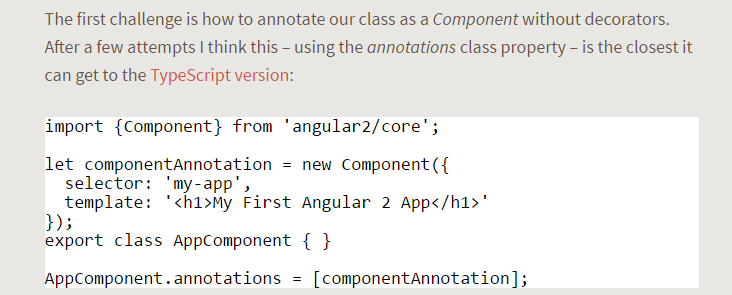 The first challenge is how to annotate our class as a Component without decorators.
After a few attempts I think this – using the annotations class property – is the closest it
can get to the TypeScript version:
import {Component} from 'angular2/core';
let componentAnnotation = new Component({
  selector: 'my-app',
  template: '<h1>My First Angular 2 App</h1>'
});
export class AppComponent { }
AppComponent.annotations = [componentAnnotation];